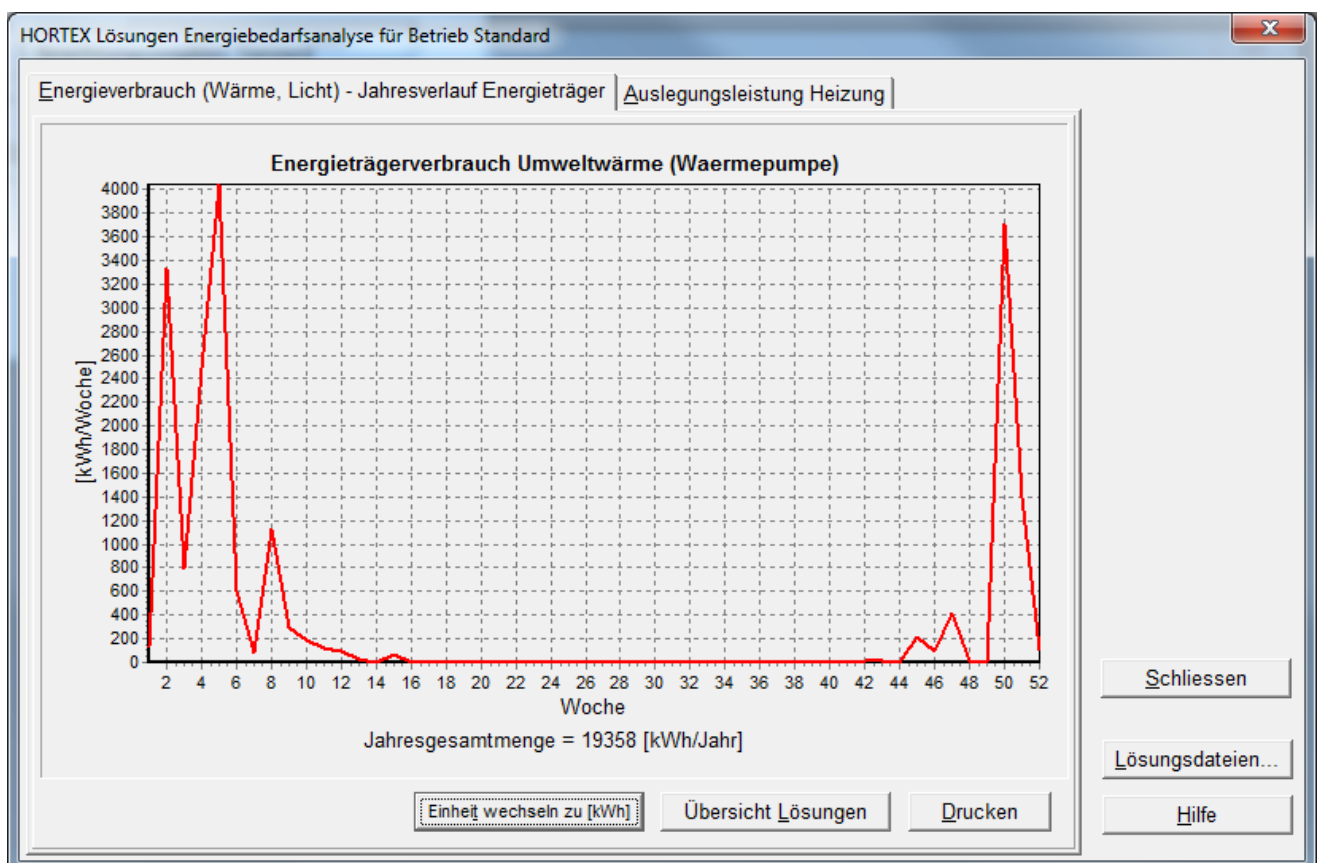 HORTEX Lösungen Energiebedarfsanalyse für Betrieb Standard
x
Energieverbrauch (Wärme, Licht) - Jahresverlauf Energieträger
Auslegungsleistung Heizung
Energieträgerverbrauch Umweltwärme (Waermepumpe)
[kWh/Woche]
4000
3800
3600
3400
3200
3000
2800
2600
2400
2200
2000
1800
1600
1400
1200
1000
800
600
400
200
0
2 4 6 8 10 12 14 16 18 20 22 24 26 28 30 32 34 36 38 40 42 44 46 48 50 52
Woche
Jahresgesamtmenge = 19358 [kWh/Jahr]
Einheit wechseln zu [kWh]
Übersicht Lösungen
Drucken
Schliessen
Lösungsdateien...
Hilfe